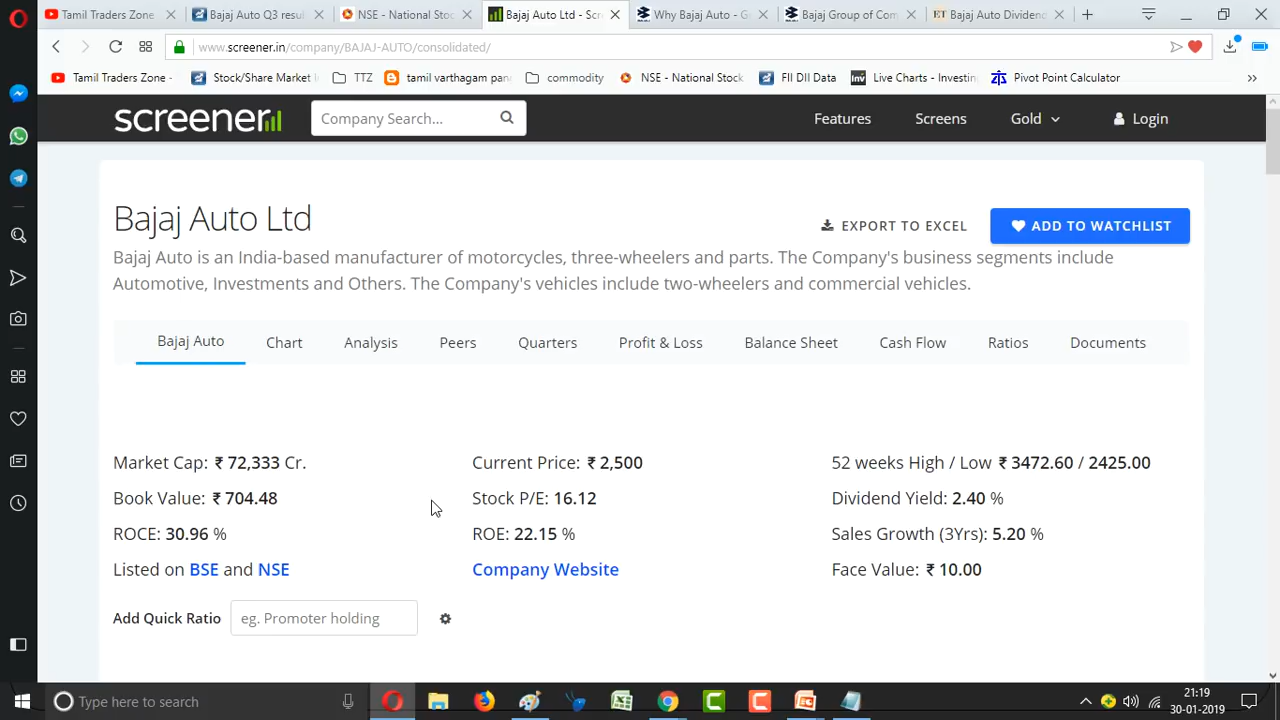 Tamil Traders Zone
Bajaj Auto Q3 resul
NSE - National Stoc
Bajaj Auto Ltd - Scr
Why Bajaj Auto - G
Bajaj Group of Com
ET Bajaj Auto Dividend
www.screener.in/company/BAJAJ-AUTO/consolidated/
Tamil Traders Zone -
Stock/Share Market I
TTZ
tamil varthagam pan
commodity
NSE - National Stock
FII DII Data
Inv Live Charts - Investin
Pivot Point Calculator
screener
Company Search...
Features
Screens
Gold
Login
Bajaj Auto Ltd
EXPORT TO EXCEL
ADD TO WATCHLIST
Bajaj Auto is an India-based manufacturer of motorcycles, three-wheelers and parts. The Company's business segments include
Automotive, Investments and Others. The Company's vehicles include two-wheelers and commercial vehicles.
Bajaj Auto
Chart
Analysis
Peers
Quarters
Profit & Loss
Balance Sheet
Cash Flow
Ratios
Documents
Market Cap: ₹ 72,333 Cr.
Current Price: ₹ 2,500
52 weeks High / Low ₹ 3472.60 / 2425.00
Book Value: ₹ 704.48
Stock P/E: 16.12
Dividend Yield: 2.40 %
ROCE: 30.96 %
ROE: 22.15 %
Sales Growth (3Yrs): 5.20 %
Listed on BSE and NSE
Company Website
Face Value: ₹ 10.00
Add Quick Ratio
eg. Promoter holding
Type here to search
21:19
30-01-2019